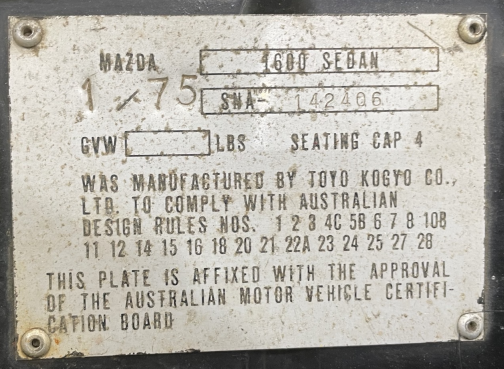 MAZDA 1600 SEDAN
1 75 SNA- 142406
GVW LBS SEATING CAP 4
WAS MANUFACTURED BY TOYO KOGYO CO.,
LTD. TO COMPLY WITH AUSTRALIAN
DESIGN RULES NOS. 1 2 3 4C 5B 6 7 8 10B
11 12 14 15 16 18 20 21 22A 23 24 25 27 28
THIS PLATE IS AFFIXED WITH THE APPROVAL
OF THE AUSTRALIAN MOTOR VEHICLE CERTIFI-
CATION BOARD